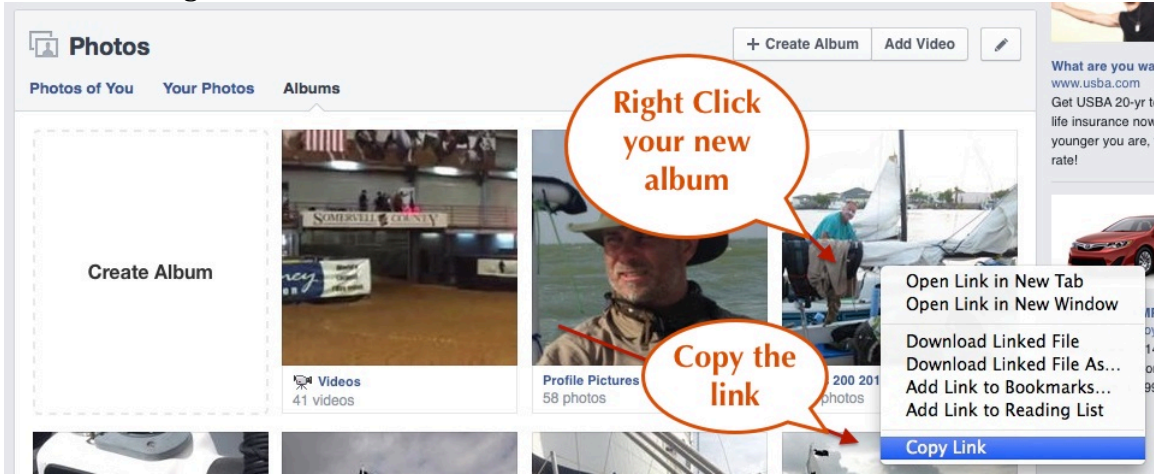 Photos
+ Create Album
Add Video
Photos of You
Your Photos
Albums
Right Click
your new
album
Create Album
SOMERVELL COUNTY
Videos
41 videos
Profile Pictures
58 photos
Copy the
link
200 201
photos
Open Link in New Tab
Open Link in New Window
Download Linked File
Download Linked File As...
Add Link to Bookmarks...
Add Link to Reading List
Copy Link
What are you wa
www.usba.com
Get USBA 20-yr t
life insurance now
younger you are,
rate!